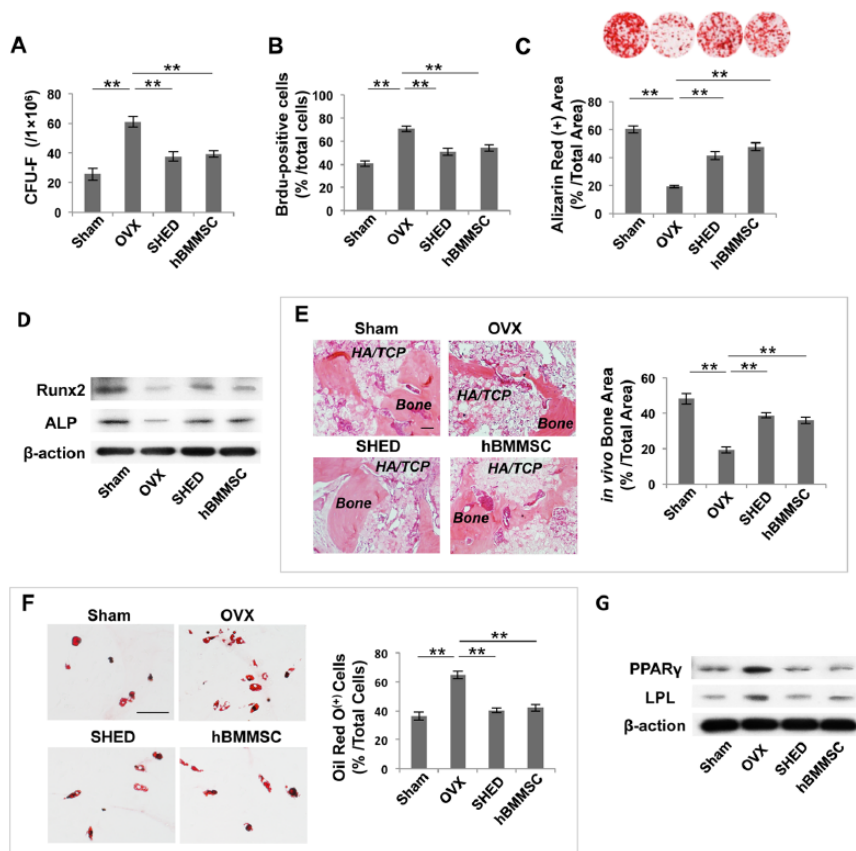 A
CFU-F (/1×10⁶)
80
60
40
20
0
**
**
**
Sham
OVX
SHED
hBMMSC
B
Brdu-positive cells
(% /total cells)
100
80
60
40
20
0
**
**
**
Sham
OVX
SHED
hBMMSC
C
Alizarin Red (+) Area
(% /Total Area)
80
60
40
20
0
**
**
**
Sham
OVX
SHED
hBMMSC
D
Runx2
ALP
β-action
Sham
OVX
SHED
hBMMSC
E
Sham
OVX
HA/TCP
Bone
HA/TCP
Bone
SHED
hBMMSC
HA/TCP
Bone
HA/TCP
Bone
in vivo Bone Area
(% /Total Area)
60
40
20
0
**
**
**
Sham
OVX
SHED
hBMMSC
F
Sham
OVX
SHED
hBMMSC
Oil Red O(+) Cells
(% /Total Cells)
80
60
40
20
0
**
**
**
Sham
OVX
SHED
hBMMSC
G
PPARγ
LPL
β-action
Sham
OVX
SHED
hBMMSC